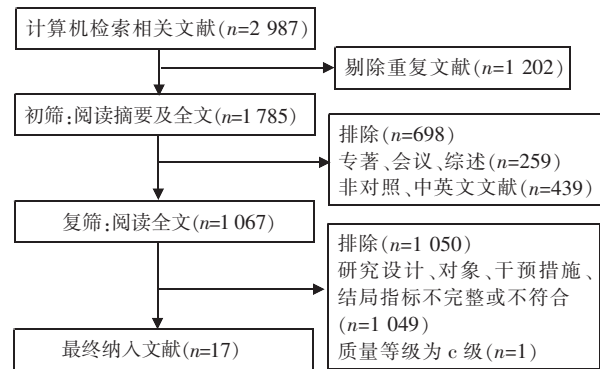 计算机检索相关文献(n=2 987)
剔除重复文献(n=1 202)
初筛:阅读摘要及全文(n=1 785)
排除(n=698)
专著、会议、综述(n=259)
非对照、中英文文献(n=439)
复筛:阅读全文(n=1 067)
排除(n=1 050)
研究设计、对象、干预措施、
结局指标不完整或不符合
(n=1 049)
质量等级为 c 级(n=1)
最终纳入文献(n=17)